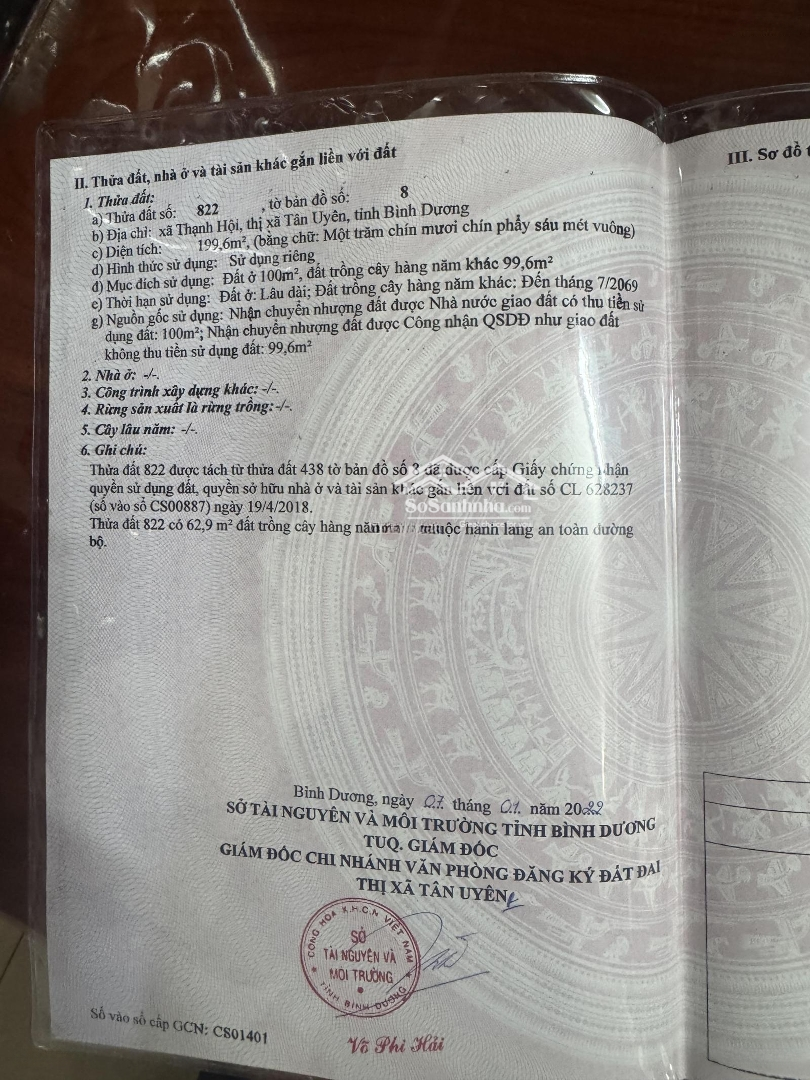 II. Thửa đất, nhà ở và tài sản khác gắn liền với đất
1. Thửa đất:
a) Thửa đất số: 822 , tờ bản đồ số: 8
b) Địa chỉ: xã Thạnh Hội, thị xã Tân Uyên, tỉnh Bình Dương
c) Diện tích: 199,6m², (bằng chữ: Một trăm chín mươi chín phẩy sáu mét vuông)
d) Hình thức sử dụng: Sử dụng riêng
đ) Mục đích sử dụng: Đất ở 100m², đất trồng cây hàng năm khác 99,6m²
e) Thời hạn sử dụng: Đất ở: Lâu dài; Đất trồng cây hàng năm khác: Đến tháng 7/2069
g) Nguồn gốc sử dụng: Nhận chuyển nhượng đất được Nhà nước giao đất có thu tiền sử
dụng đất: 100m²; Nhận chuyển nhượng đất được Công nhận QSDĐ như giao đất
không thu tiền sử dụng đất: 99,6m²
2. Nhà ở: -/-.
3. Công trình xây dựng khác: -/-.
4. Rừng sản xuất là rừng trồng: -/-.
5. Cây lâu năm: -/-.
6. Ghi chú:
Thửa đất 822 được tách từ thửa đất 438 tờ bản đồ số 8 đã được cấp Giấy chứng nhận
quyền sử dụng đất, quyền sở hữu nhà ở và tài sản khác gắn liền với đất số CL 628237
(số vào sổ CS00887) ngày 19/4/2018.
SoSanhnha.com
Thửa đất 822 có 62,9 m² đất trồng cây hàng năm thuộc hành lang an toàn đường
bộ.
Bình Dương, ngày 07 tháng 01 năm 2022
SỞ TÀI NGUYÊN VÀ MÔI TRƯỜNG TỈNH BÌNH DƯƠNG
TUQ. GIÁM ĐỐC
GIÁM ĐỐC CHI NHÁNH VĂN PHÒNG ĐĂNG KÝ ĐẤT ĐAI
THỊ XÃ TÂN UYÊN
CỘNG HÒA X.H.C.N VIỆT NAM
SỞ
TÀI NGUYÊN VÀ
MÔI TRƯỜNG
TỈNH BÌNH DƯƠNG
Võ Phi Hải
Số vào sổ cấp GCN: CS01401
III. Sơ đồ